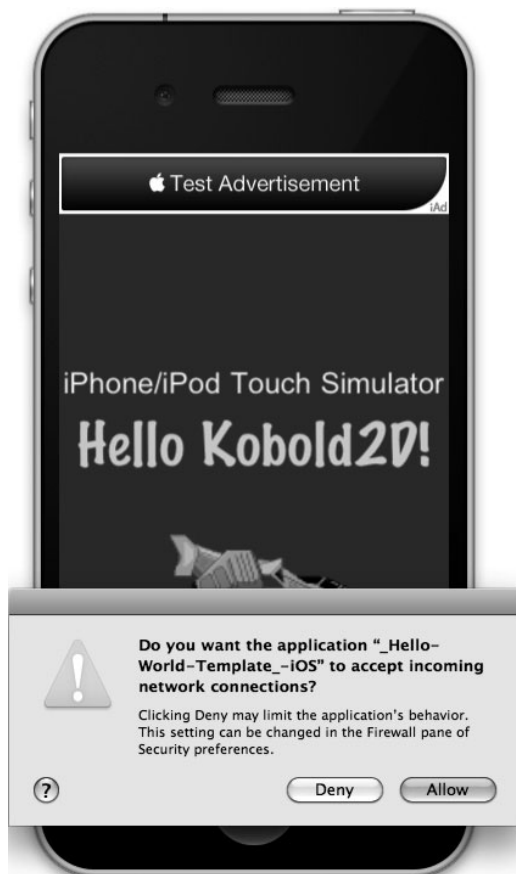 Test Advertisement
iAd
iPhone/iPod Touch Simulator
Hello Kobold2D!
Do you want the application “_Hello-
World-Template_-iOS” to accept incoming
network connections?
Clicking Deny may limit the application’s behavior.
This setting can be changed in the Firewall pane of
Security preferences.
?
Deny
Allow